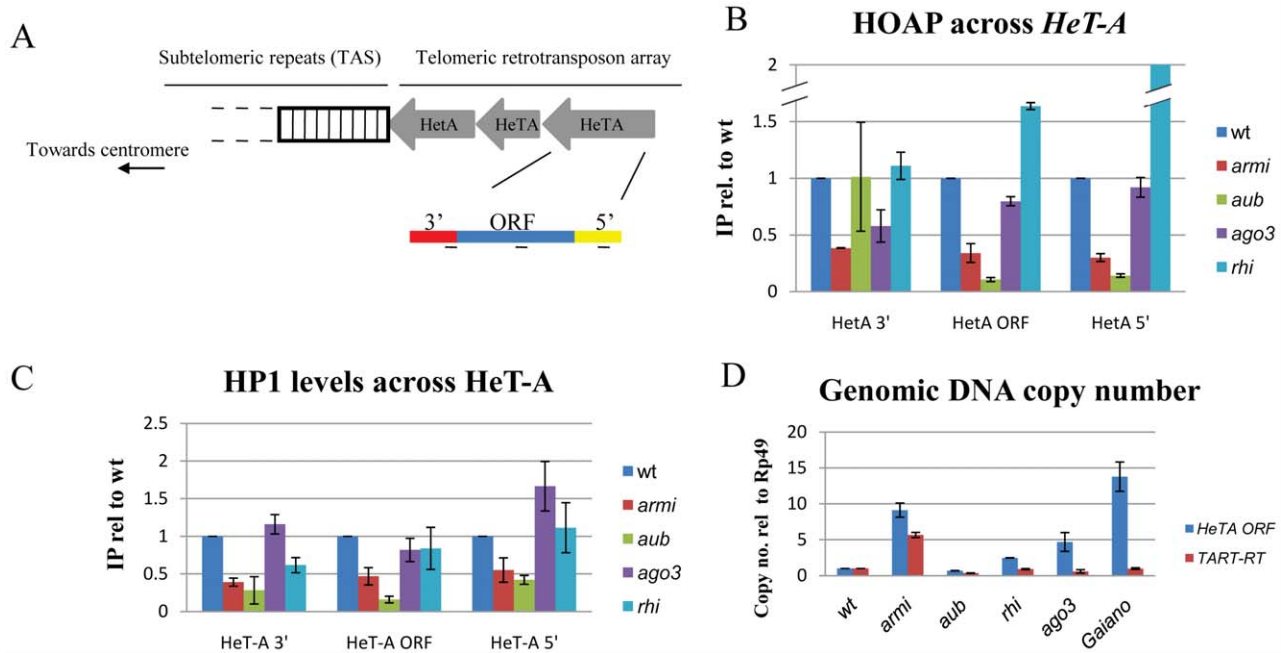 A
Subtelomeric repeats (TAS)
Telomeric retrotransposon array
HetA
HeTA
HeTA
Towards centromere
3’
ORF
5’
B
HOAP across HeT-A
IP rel. to wt
2
1.5
1
0.5
0
HetA 3'
HetA ORF
HetA 5'
wt
armi
aub
ago3
rhi
C
HP1 levels across HeT-A
IP rel to wt
2.5
2
1.5
1
0.5
0
HeT-A 3'
HeT-A ORF
HeT-A 5'
wt
armi
aub
ago3
rhi
D
Genomic DNA copy number
Copy no. rel to Rp49
20
15
10
5
0
wt
armi
aub
rhi
ago3
Gaiano
HeTA ORF
TART-RT